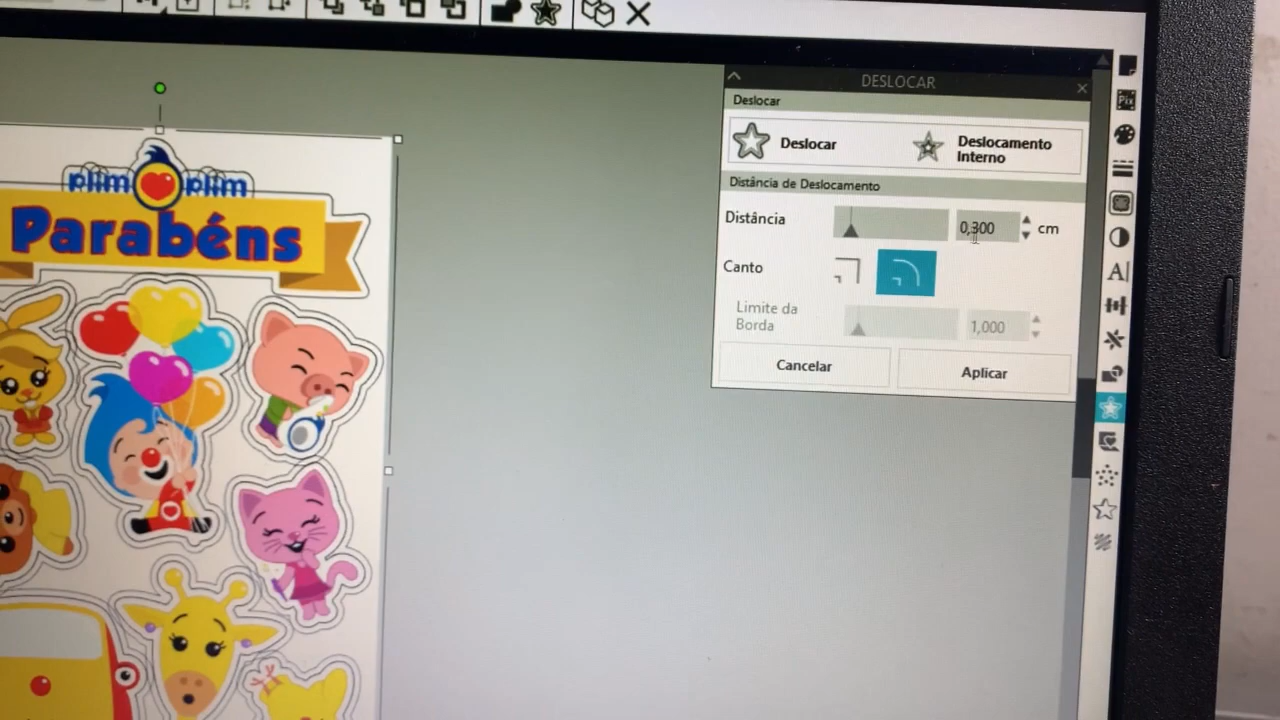 DESLOCAR
Deslocar
Deslocar
Deslocamento
Interno
Distância de Deslocamento
Distância
0,300
cm
Canto
Limite da
Borda
1,000
Cancelar
Aplicar
plim plim
Parabéns
Pix
A